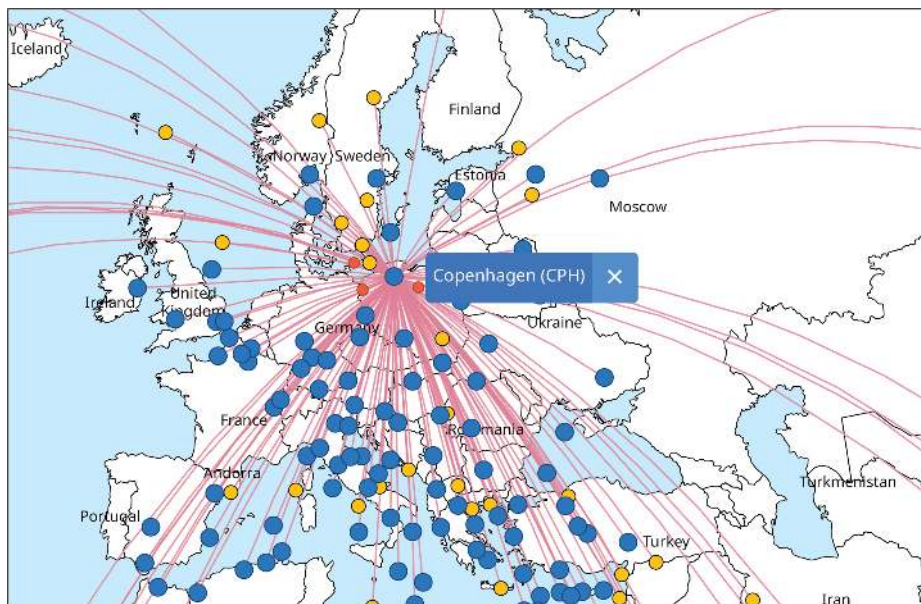 Iceland
Finland
Norway
Sweden
Estonia
Moscow
Copenhagen (CPH) ✕
Ireland
United
Kingdom
Germany
Ukraine
France
Romania
Andorra
Turkmenistan
Portugal
Turkey
Iran